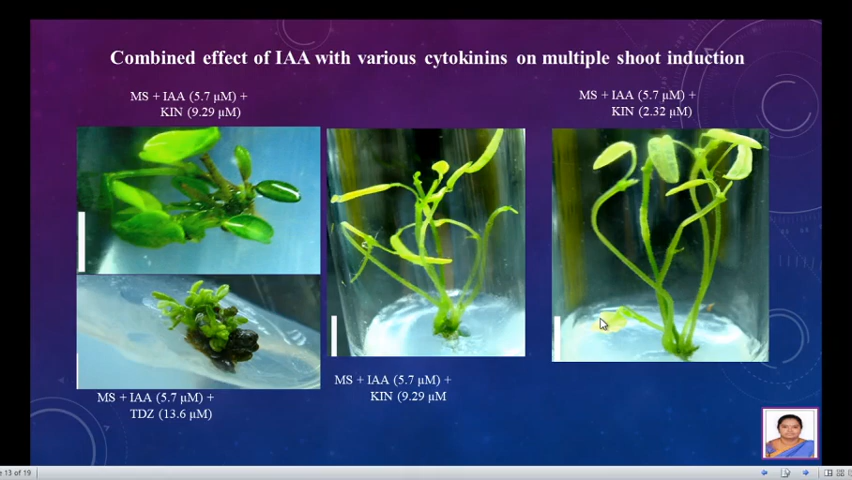 Combined effect of IAA with various cytokinins on multiple shoot induction
MS + IAA (5.7 µM) +
KIN (9.29 µM)
MS + IAA (5.7 µM) +
KIN (2.32 µM)
MS + IAA (5.7 µM) +
KIN (9.29 µM
MS + IAA (5.7 µM) +
TDZ (13.6 µM)
13 of 19